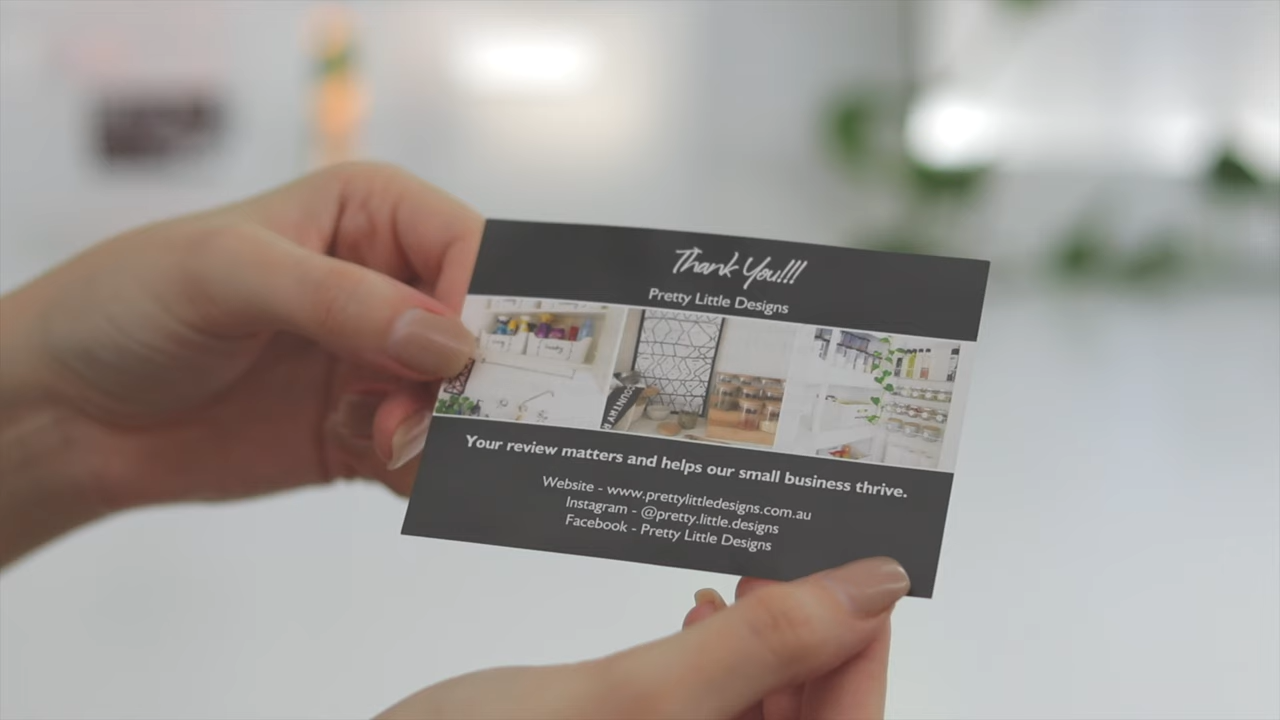 Thank You!!!
Pretty Little Designs
COUNTRY
Your review matters and helps our small business thrive.
Website - www.prettylittledesigns.com.au
Instagram - @pretty.little.designs
Facebook - Pretty Little Designs